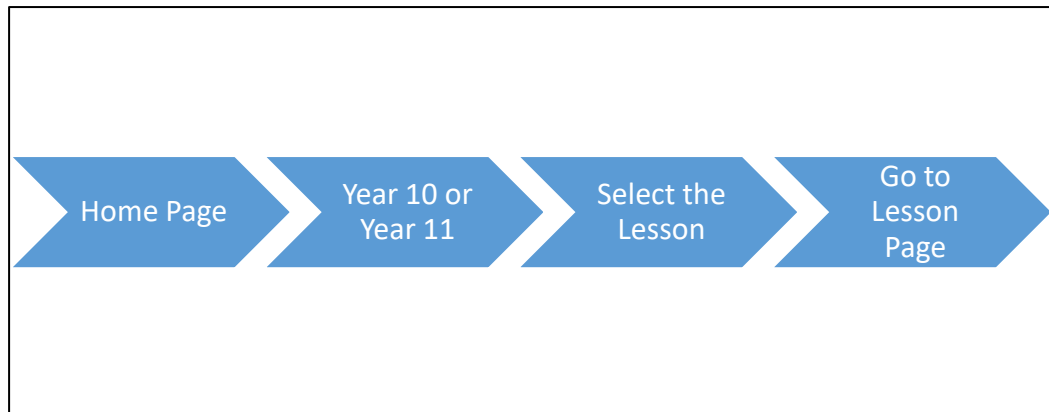 Home Page
Year 10 or
Year 11
Select the
Lesson
Go to
Lesson
Page